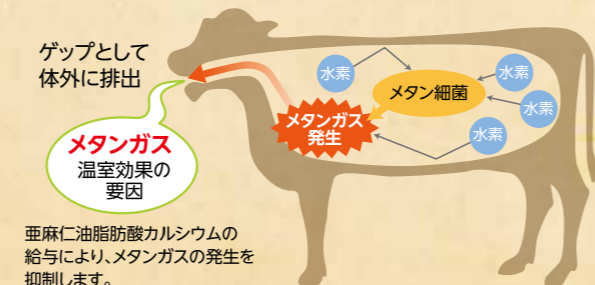 ゲップとして
体外に排出
水素
水素
メタン細菌
水素
メタンガス
発生
水素
メタンガス
温室効果の
要因
亜麻仁油脂肪酸カルシウムの
給与により、メタンガスの発生を
抑制します。